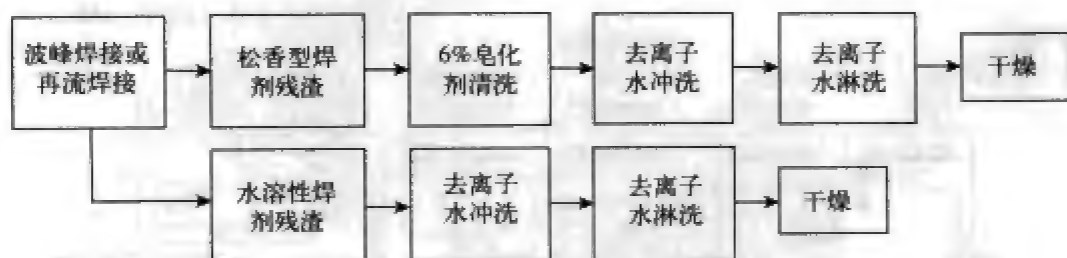 波峰焊接或
再流焊接
松香型焊
剂残渣
6%皂化
剂清洗
去离子
水冲洗
去离子
水淋洗
干燥
水溶性焊
剂残渣
去离子
水冲洗
去离子
水淋洗
干燥